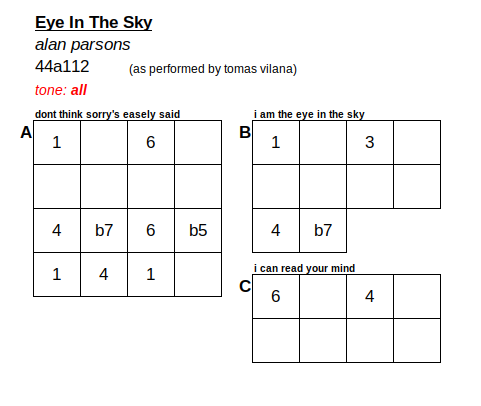 Eye In The Sky
alan parsons
44a112 (as performed by tomas vilana)
tone: all
dont think sorry's easely said
A
1 6
4 b7 6 b5
1 4 1
i am the eye in the sky
B
1 3
4 b7
i can read your mind
C
6 4